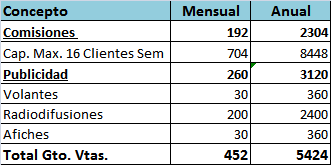 Concepto Mensual Anual
Comisiones 192 2304
Cap. Max. 16 Clientes Sem 704 8448
Publicidad 260 3120
Volantes 30 360
Radiodifusiones 200 2400
Afiches 30 360
Total Gto. Vtas. 452 5424